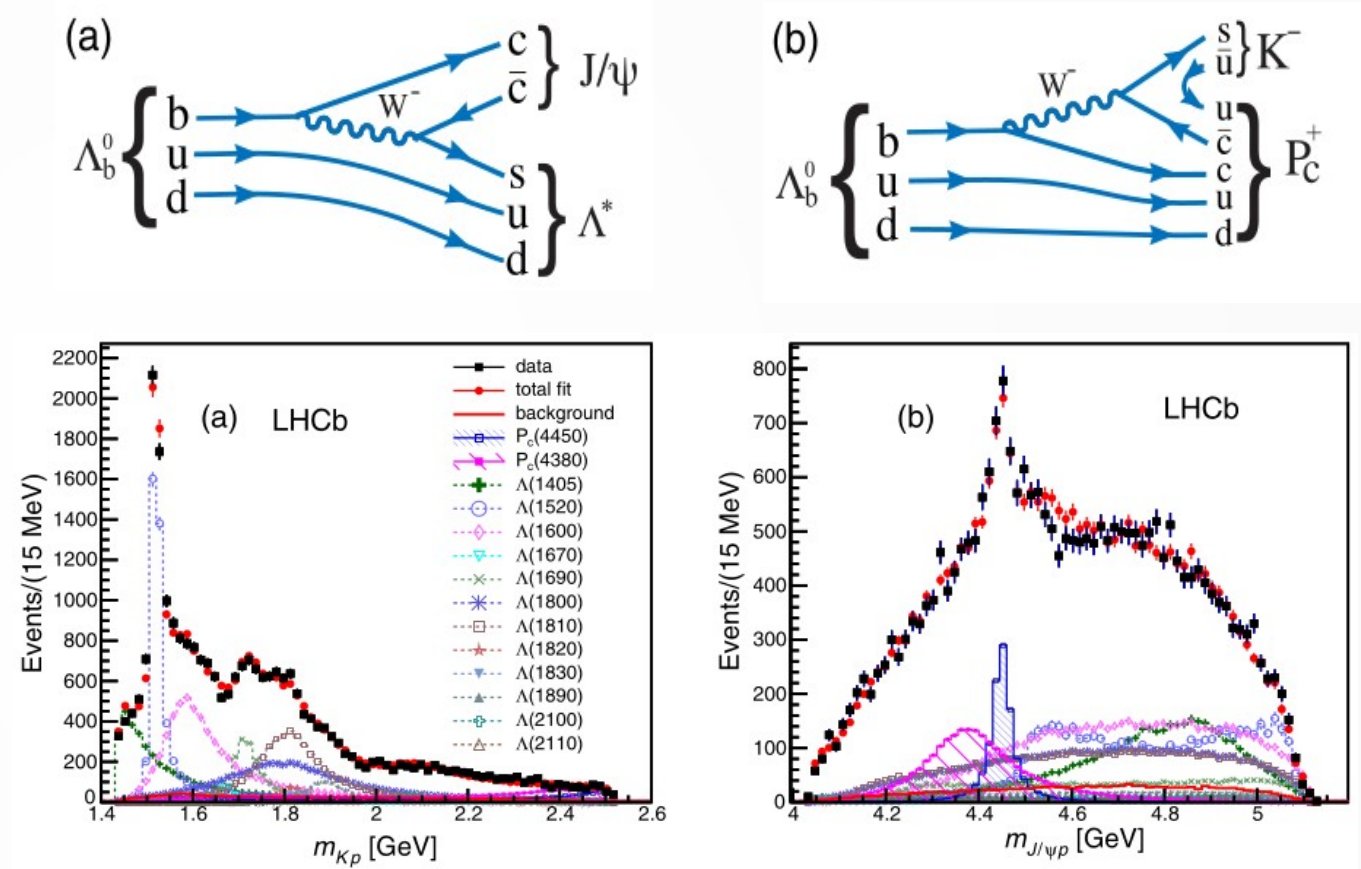 (a)
c
c̄
} J/ψ
W⁻
Λb⁰ {
b
u
d
s
u
d
} Λ*
(b)
s
ū
} K⁻
W⁻
Λb⁰ {
b
u
d
u
c̄
c
u
d
} Pc⁺
Events/(15 MeV)
2200
2000
1800
1600
1400
1200
1000
800
600
400
200
0
(a) LHCb
data
total fit
background
Pc(4450)
Pc(4380)
Λ(1405)
Λ(1520)
Λ(1600)
Λ(1670)
Λ(1690)
Λ(1800)
Λ(1810)
Λ(1820)
Λ(1830)
Λ(1890)
Λ(2100)
Λ(2110)
1.4 1.6 1.8 2 2.2 2.4 2.6
mKp [GeV]
Events/(15 MeV)
800
700
600
500
400
300
200
100
0
(b) LHCb
4 4.2 4.4 4.6 4.8 5
mJ/ψp [GeV]